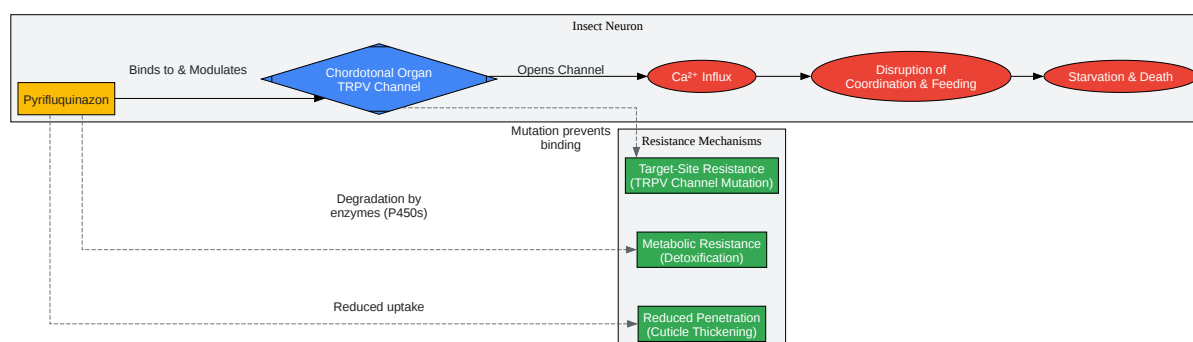 Insect Neuron
Pyrifluquinazon
Binds to & Modulates
Chordotonal Organ
TRPV Channel
Opens Channel
Ca²⁺ Influx
Disruption of
Coordination & Feeding
Starvation & Death
Mutation prevents
binding
Resistance Mechanisms
Target-Site Resistance
(TRPV Channel Mutation)
Degradation by
enzymes (P450s)
Metabolic Resistance
(Detoxification)
Reduced uptake
Reduced Penetration
(Cuticle Thickening)